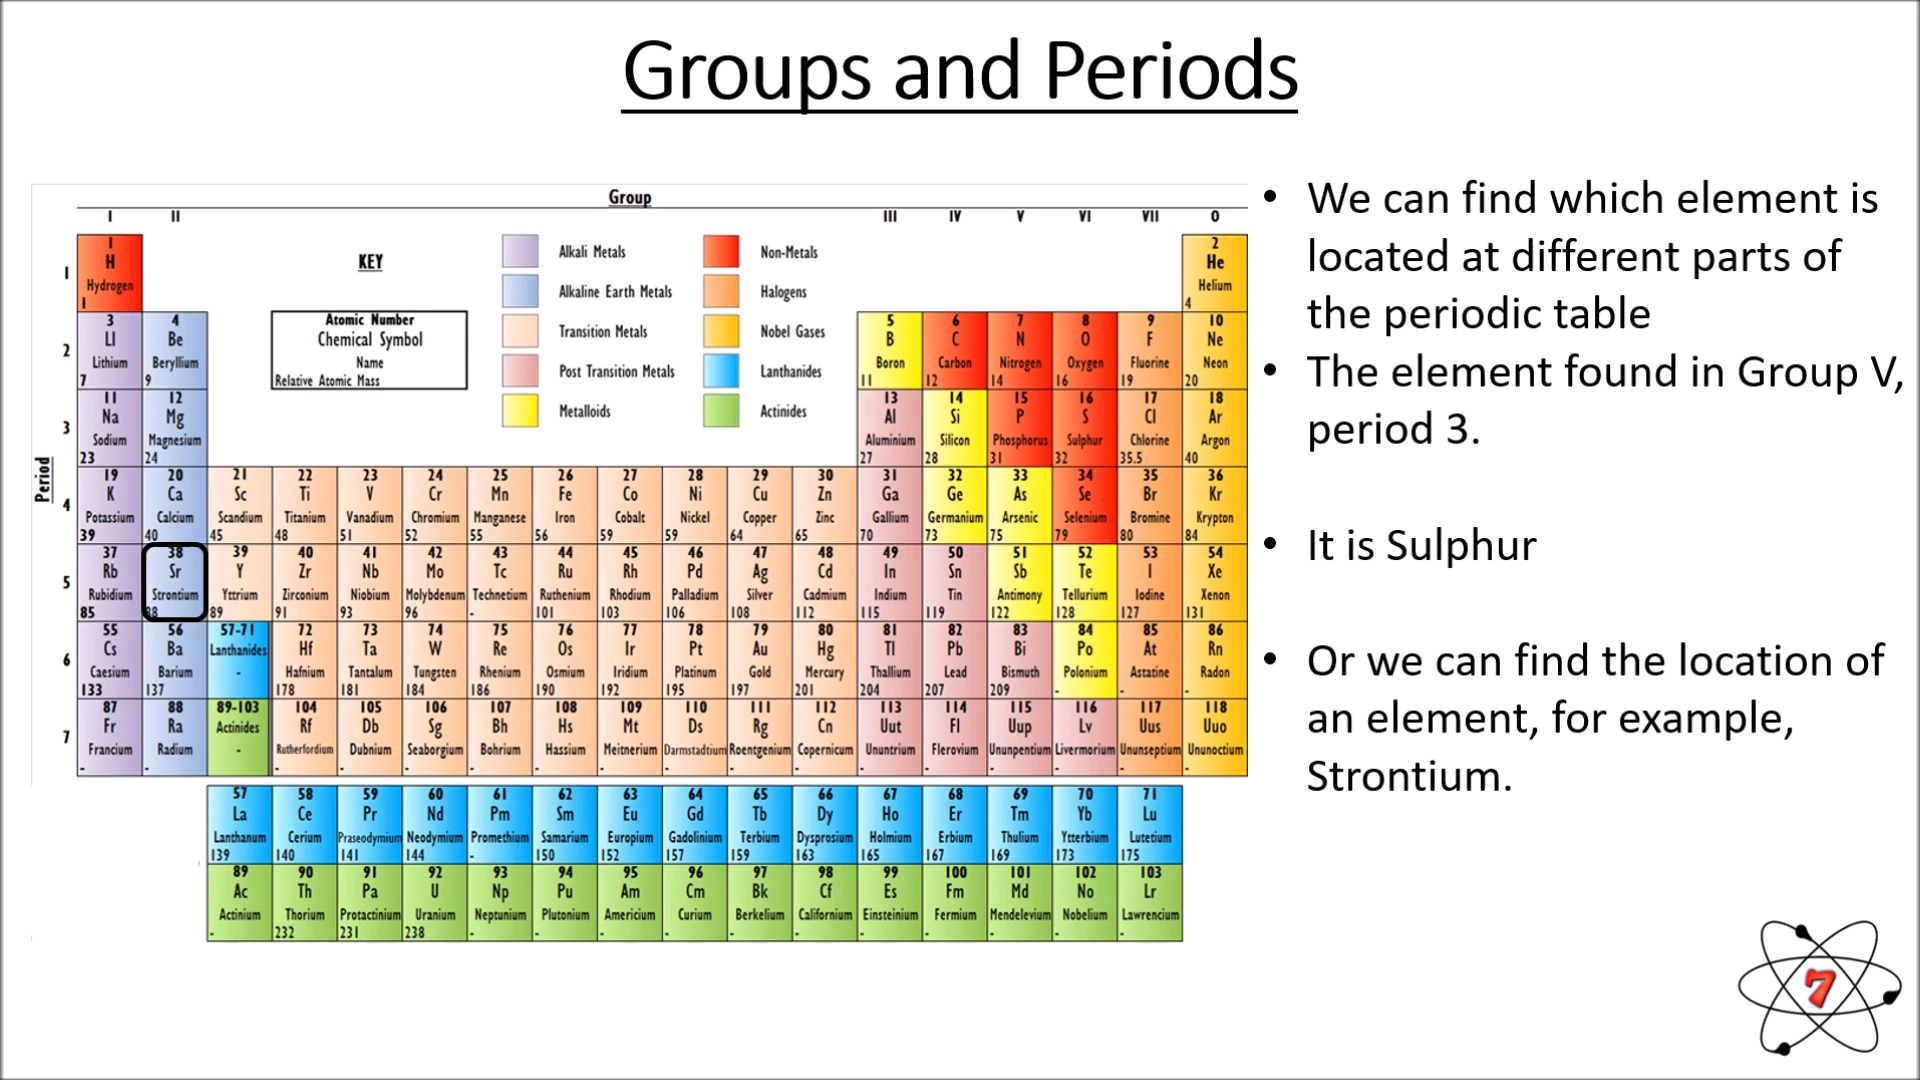 Groups and Periods
Group
I II III IV V VI VII 0
Period
1
2
3
4
5
6
7
KEY
Atomic Number
Chemical Symbol
Name
Relative Atomic Mass
Alkali Metals
Alkaline Earth Metals
Transition Metals
Post Transition Metals
Metalloids
Non-Metals
Halogens
Nobel Gases
Lanthanides
Actinides
1 2
H He
Hydrogen Helium
1 4
3 4 5 6 7 8 9 10
LI Be B C N O F Ne
Lithium Beryllium Boron Carbon Nitrogen Oxygen Fluorine Neon
7 9 11 12 14 16 19 20
11 12 13 14 15 16 17 18
Na Mg Al Si P S Cl Ar
Sodium Magnesium Aluminium Silicon Phosphorus Sulphur Chlorine Argon
23 24 27 28 31 32 35.5 40
19 20 21 22 23 24 25 26 27 28 29 30 31 32 33 34 35 36
K Ca Sc Ti V Cr Mn Fe Co Ni Cu Zn Ga Ge As Se Br Kr
Potassium Calcium Scandium Titanium Vanadium Chromium Manganese Iron Cobalt Nickel Copper Zinc Gallium Germanium Arsenic Selenium Bromine Krypton
39 40 45 48 51 52 55 56 59 59 64 65 70 73 75 79 80 84
37 38 39 40 41 42 43 44 45 46 47 48 49 50 51 52 53 54
Rb Sr Y Zr Nb Mo Tc Ru Rh Pd Ag Cd In Sn Sb Te I Xe
Rubidium Strontium Yttrium Zirconium Niobium Molybdenum Technetium Ruthenium Rhodium Palladium Silver Cadmium Indium Tin Antimony Tellurium Iodine Xenon
85 88 89 91 93 96 - 101 103 106 108 112 115 119 122 128 127 131
55 56 57-71 72 73 74 75 76 77 78 79 80 81 82 83 84 85 86
Cs Ba Lanthanides Hf Ta W Re Os Ir Pt Au Hg Tl Pb Bi Po At Rn
Caesium Barium - Hafnium Tantalum Tungsten Rhenium Osmium Iridium Platinum Gold Mercury Thallium Lead Bismuth Polonium Astatine Radon
133 137 178 181 184 186 190 192 195 197 201 204 207 209 - - -
87 88 89-103 104 105 106 107 108 109 110 111 112 113 114 115 116 117 118
Fr Ra Actinides Rf Db Sg Bh Hs Mt Ds Rg Cn Uut Fl Uup Lv Uus Uuo
Francium Radium - Rutherfordium Dubnium Seaborgium Bohrium Hassium Meitnerium Darmstadtium Roentgenium Copernicum Ununtrium Flerovium Ununpentium Livermorium Ununseptium Ununoctium
- - - - - - - - - - - - - - - - -
57 58 59 60 61 62 63 64 65 66 67 68 69 70 71
La Ce Pr Nd Pm Sm Eu Gd Tb Dy Ho Er Tm Yb Lu
Lanthanum Cerium Praseodymium Neodymium Promethium Samarium Europium Gadolinium Terbium Dysprosium Holmium Erbium Thulium Ytterbium Lutetium
139 140 141 144 - 150 152 157 159 163 165 167 169 173 175
89 90 91 92 93 94 95 96 97 98 99 100 101 102 103
Ac Th Pa U Np Pu Am Cm Bk Cf Es Fm Md No Lr
Actinium Thorium Protactinium Uranium Neptunium Plutonium Americium Curium Berkelium Californium Einsteinium Fermium Mendelevium Nobelium Lawrencium
- 232 231 238 - - - - - - - - - - -
• We can find which element is
located at different parts of
the periodic table
• The element found in Group V,
period 3.
• It is Sulphur
• Or we can find the location of
an element, for example,
Strontium.
7